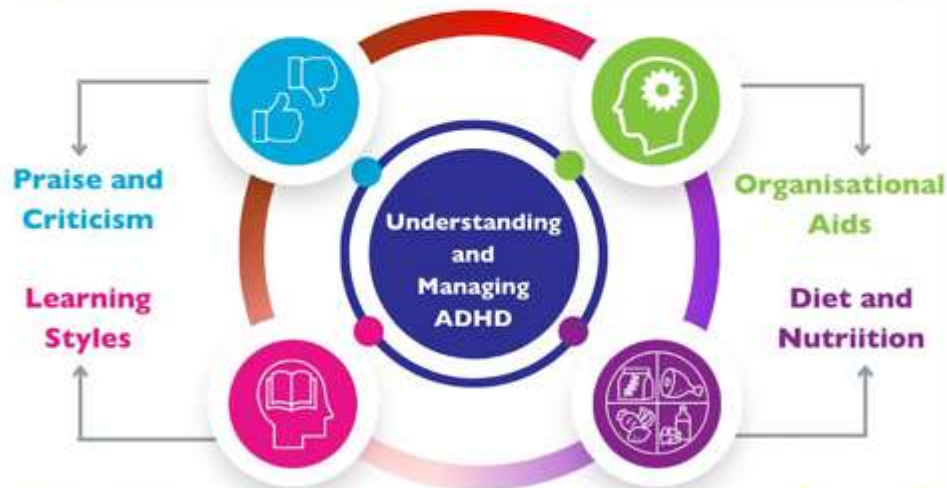 Praise and
Criticism
Learning
Styles
Understanding
and
Managing
ADHD
Organisational
Aids
Diet and
Nutriition